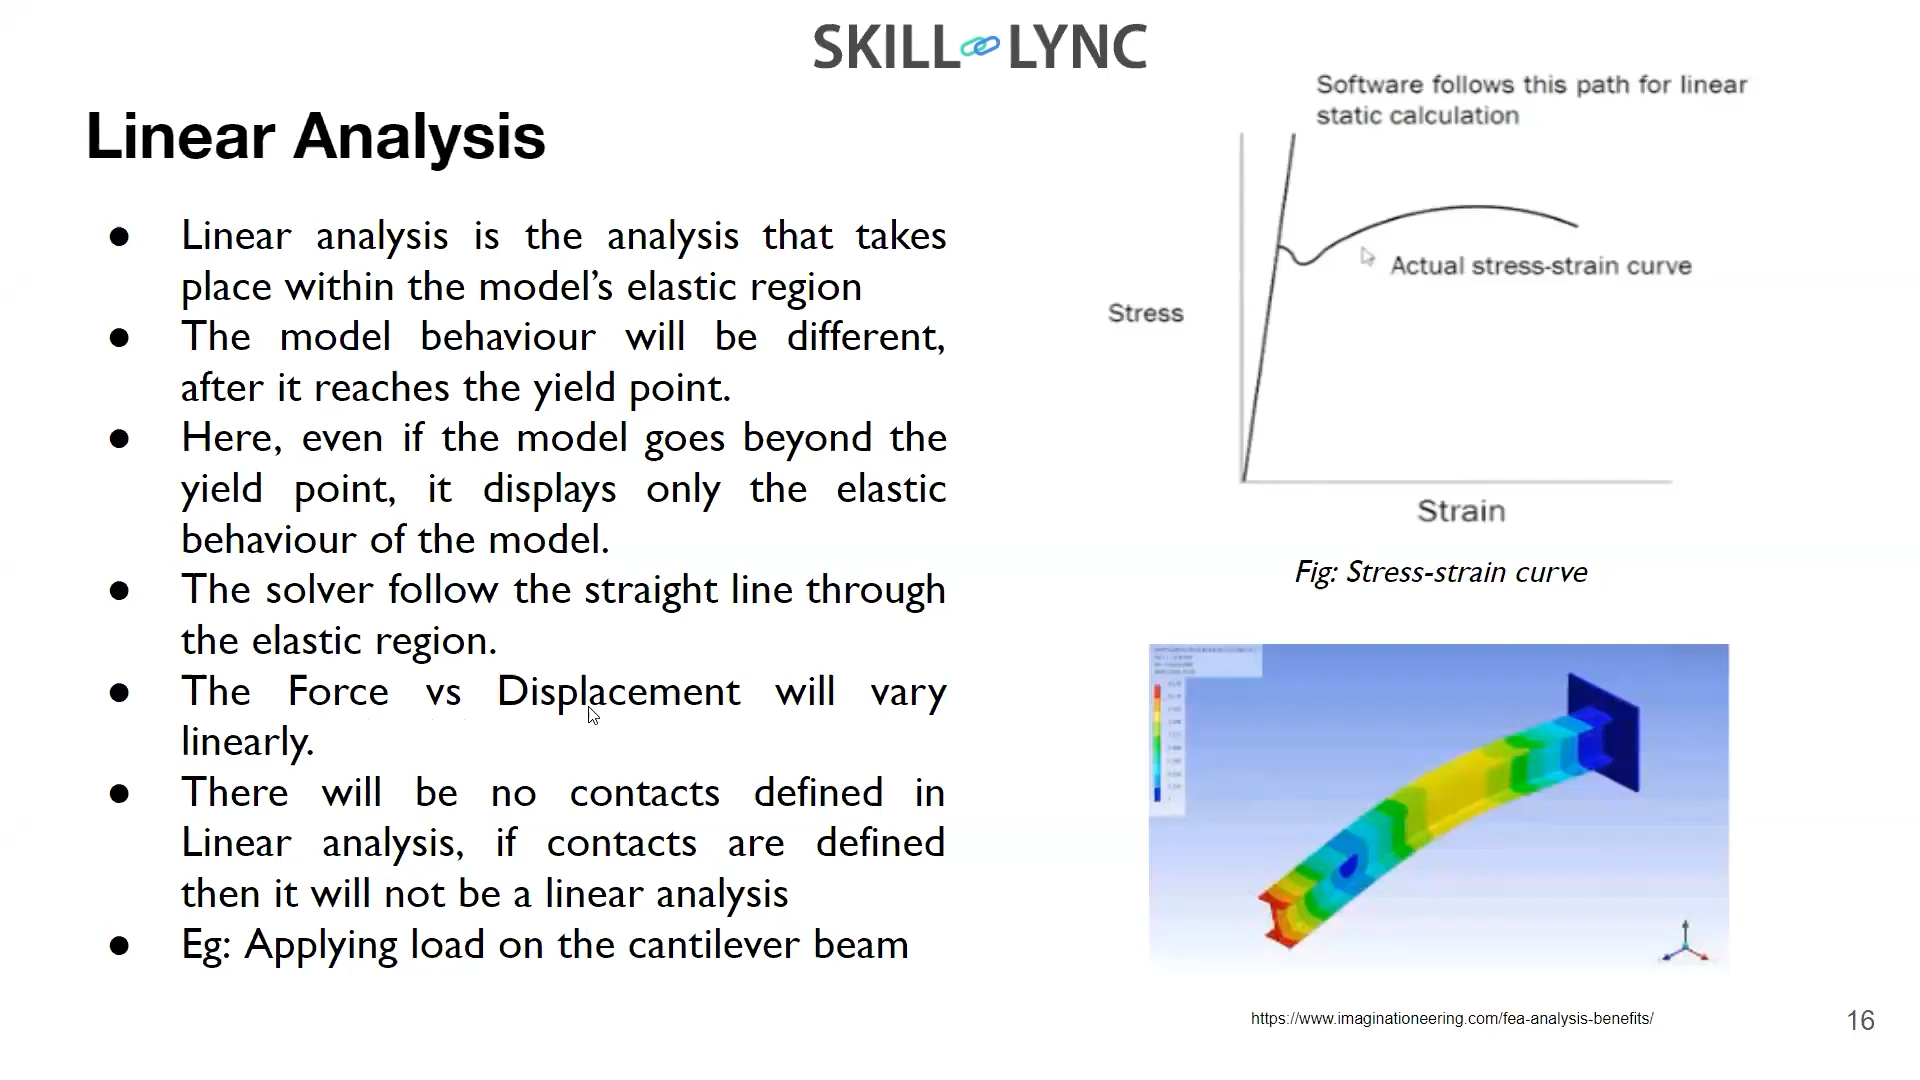 SKILL LYNC
Linear Analysis
● Linear analysis is the analysis that takes
place within the model’s elastic region
● The model behaviour will be different,
after it reaches the yield point.
● Here, even if the model goes beyond the
yield point, it displays only the elastic
behaviour of the model.
● The solver follow the straight line through
the elastic region.
● The Force vs Displacement will vary
linearly.
● There will be no contacts defined in
Linear analysis, if contacts are defined
then it will not be a linear analysis
● Eg: Applying load on the cantilever beam
Software follows this path for linear
static calculation
Actual stress-strain curve
Stress
Strain
Fig: Stress-strain curve
https://www.imaginationeering.com/fea-analysis-benefits/
16